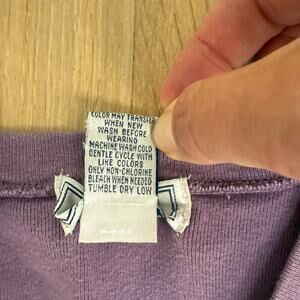 COLOR MAY TRANSFER
WHEN NEW
WASH BEFORE
WEARING
MACHINE WASH COLD
GENTLE CYCLE WITH
LIKE COLORS
ONLY NON-CHLORINE
BLEACH WHEN NEEDED
TUMBLE DRY LOW